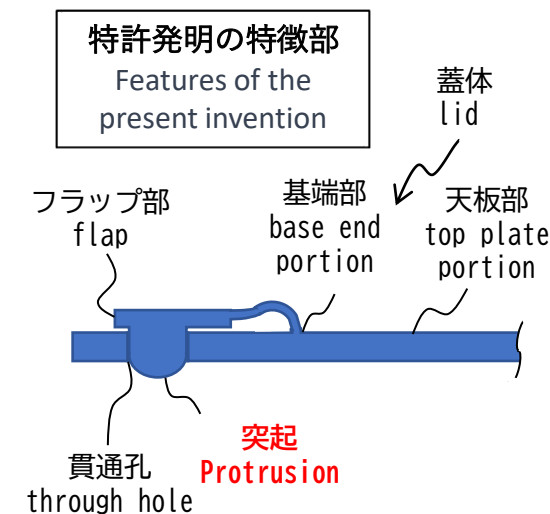 特許発明の特徴部
Features of the
present invention
蓋体
lid
フラップ部
flap
基端部
base end
portion
天板部
top plate
portion
突起
Protrusion
貫通孔
through hole